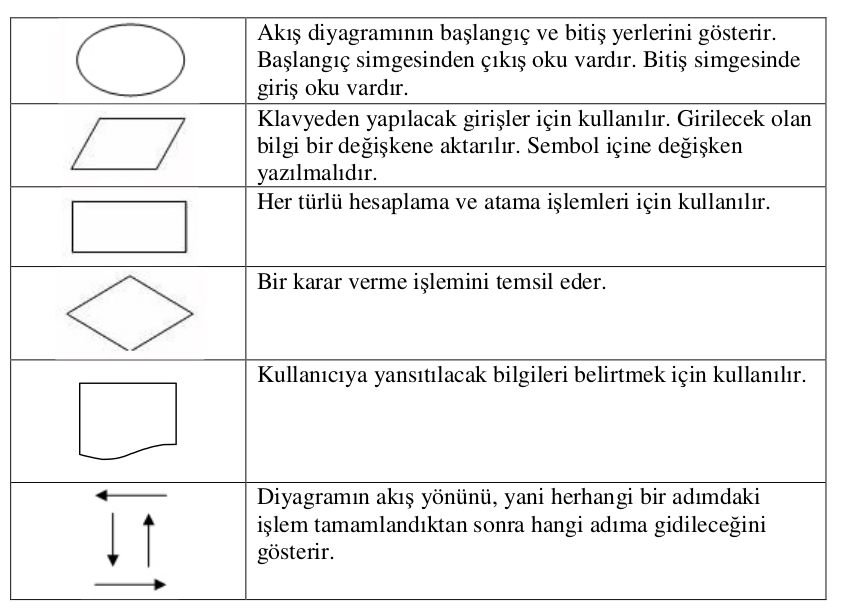 Akış diyagramının başlangıç ve bitiş yerlerini gösterir.
Başlangıç simgesinden çıkış oku vardır. Bitiş simgesinde
giriş oku vardır.
Klavyeden yapılacak girişler için kullanılır. Girilecek olan
bilgi bir değişkene aktarılır. Sembol içine değişken
yazılmalıdır.
Her türlü hesaplama ve atama işlemleri için kullanılır.
Bir karar verme işlemini temsil eder.
Kullanıcıya yansıtılacak bilgileri belirtmek için kullanılır.
Diyagramın akış yönünü, yani herhangi bir adımdaki
işlem tamamlandıktan sonra hangi adıma gidileceğini
gösterir.